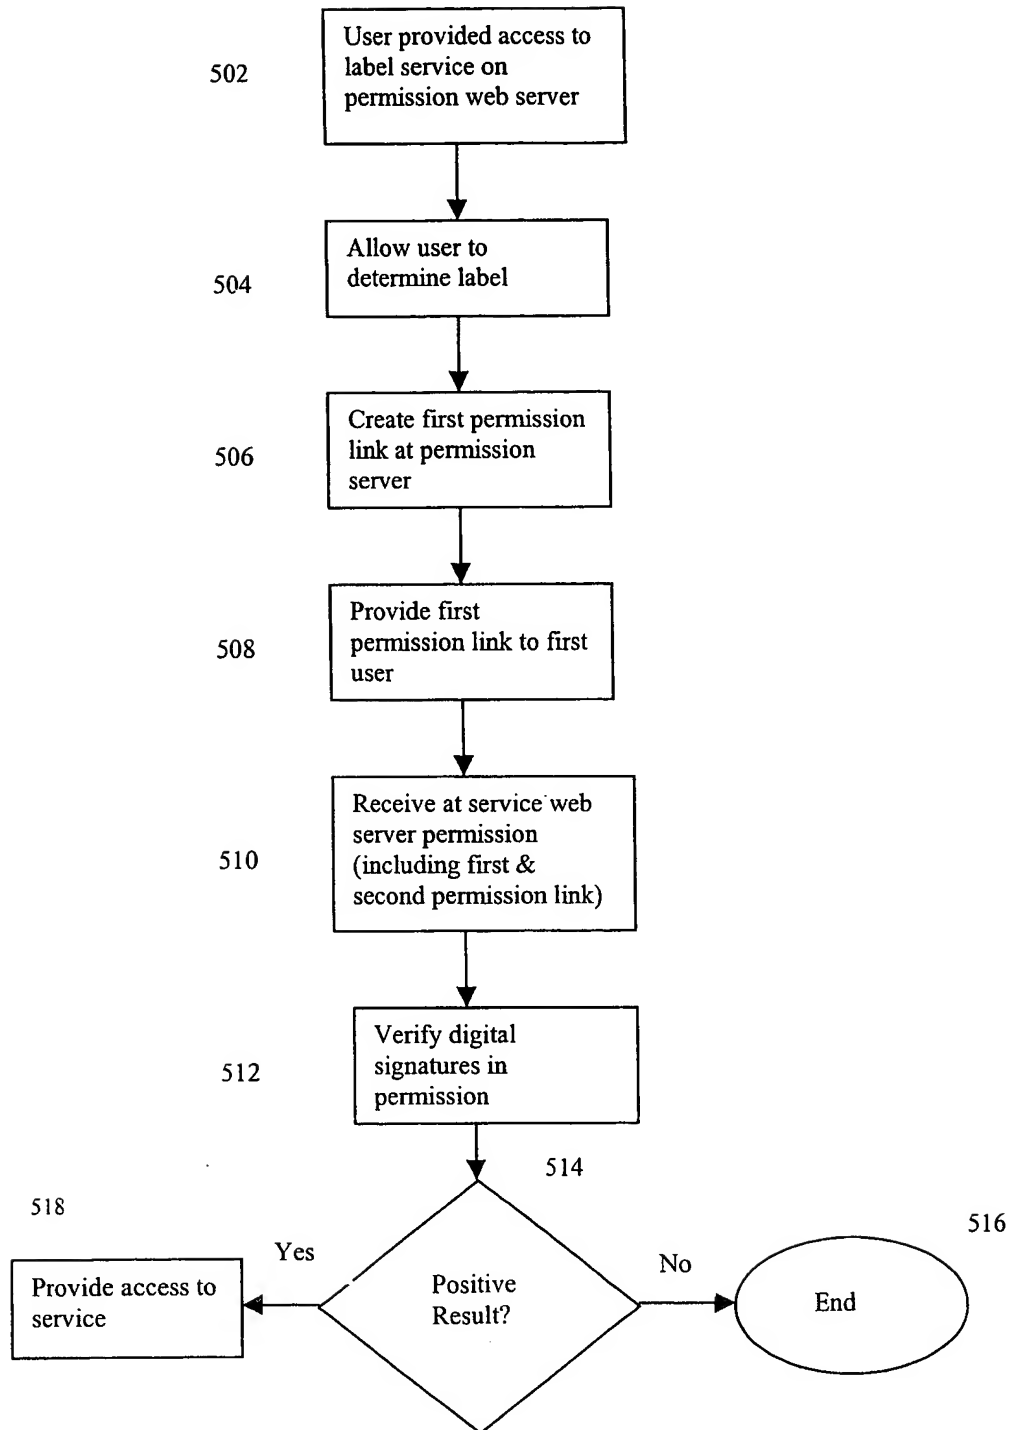 502
User provided access to
label service on
permission web server
504
Allow user to
determine label
506
Create first permission
link at permission
server
508
Provide first
permission link to first
user
510
Receive at service web
server permission
(including first &
second permission link)
512
Verify digital
signatures in
permission
514
518
516
Yes
No
Provide access to
service
Positive
Result?
End